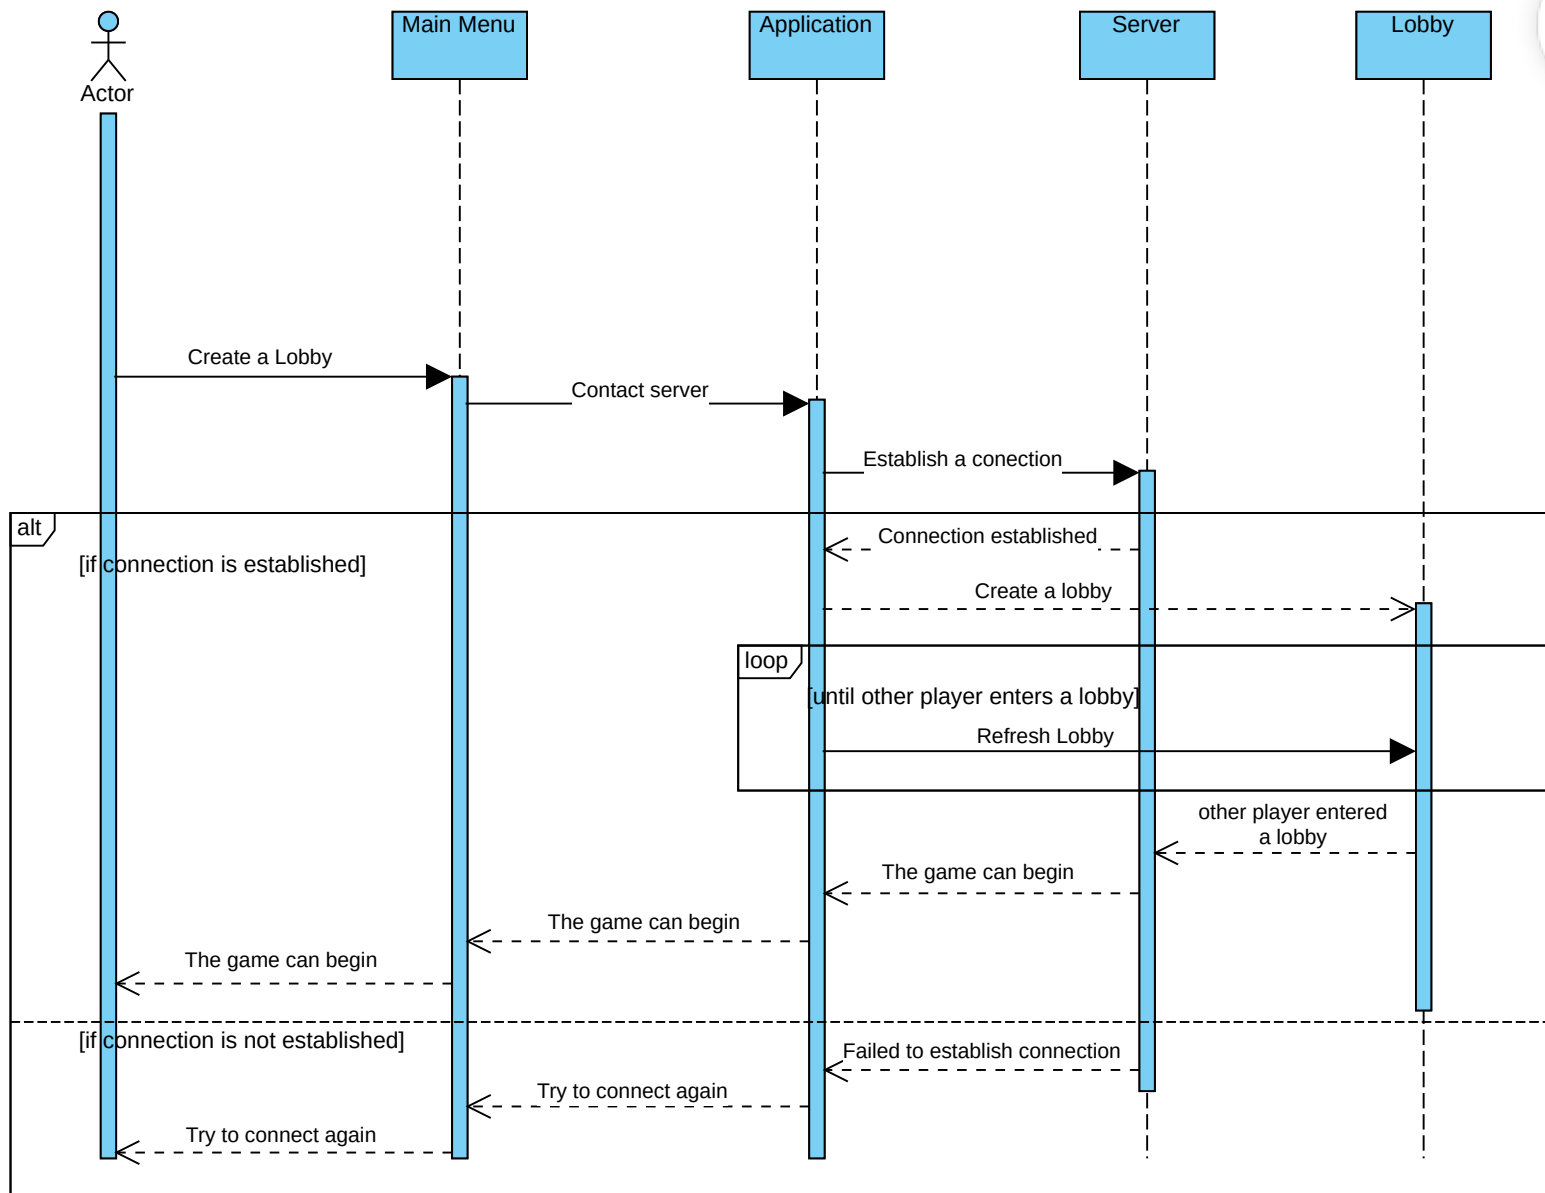 Main Menu
Application
Server
Lobby
Actor
Create a Lobby
Contact server
Establish a conection
alt
Connection established
[if connection is established]
Create a lobby
loop
[until other player enters a lobby]
Refresh Lobby
other player entered
a lobby
The game can begin
The game can begin
The game can begin
[if connection is not established]
Failed to establish connection
Try to connect again
Try to connect again